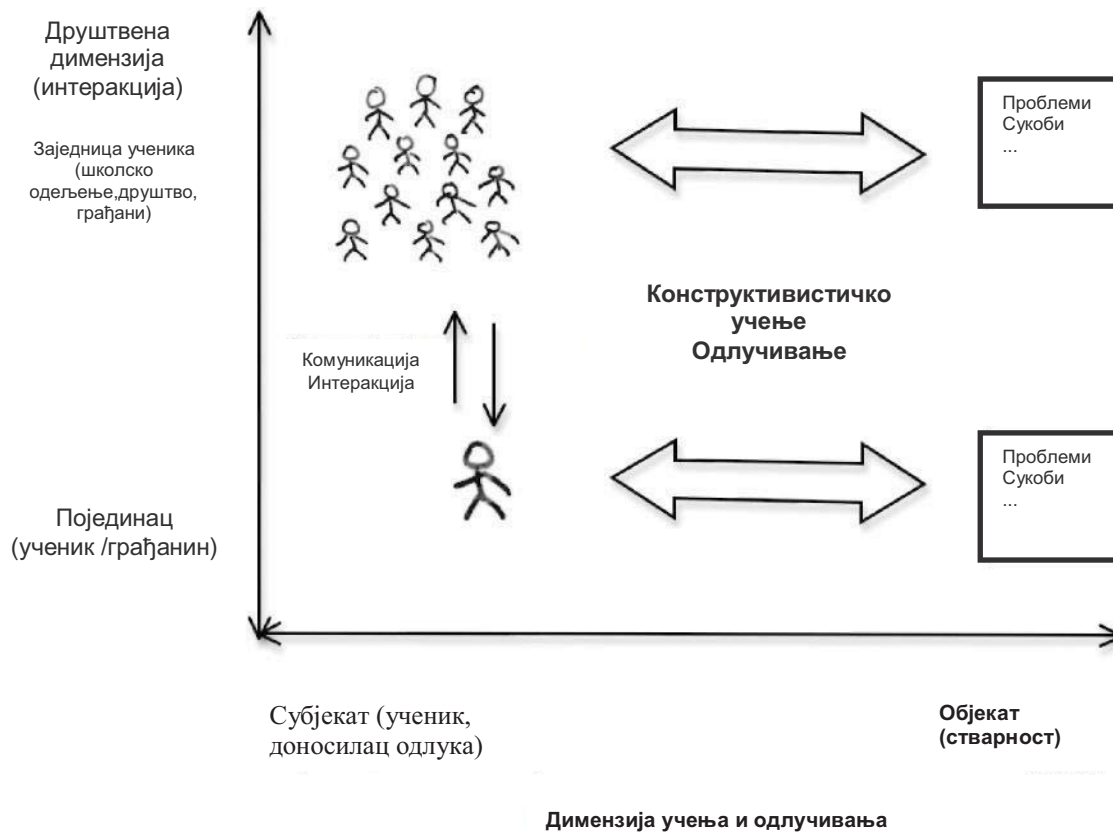 Друштвена
димензија
(интеракција)
Заједница ученика
(школско
одељење,друштво,
грађани)
Проблеми
Сукоби
...
Конструктивистичко
учење
Одлучивање
Комуникација
Интеракција
Проблеми
Сукоби
...
Појединац
(ученик /грађанин)
Субјекат (ученик,
доносилац одлука)
Објекат
(стварност)
Димензија учења и одлучивања